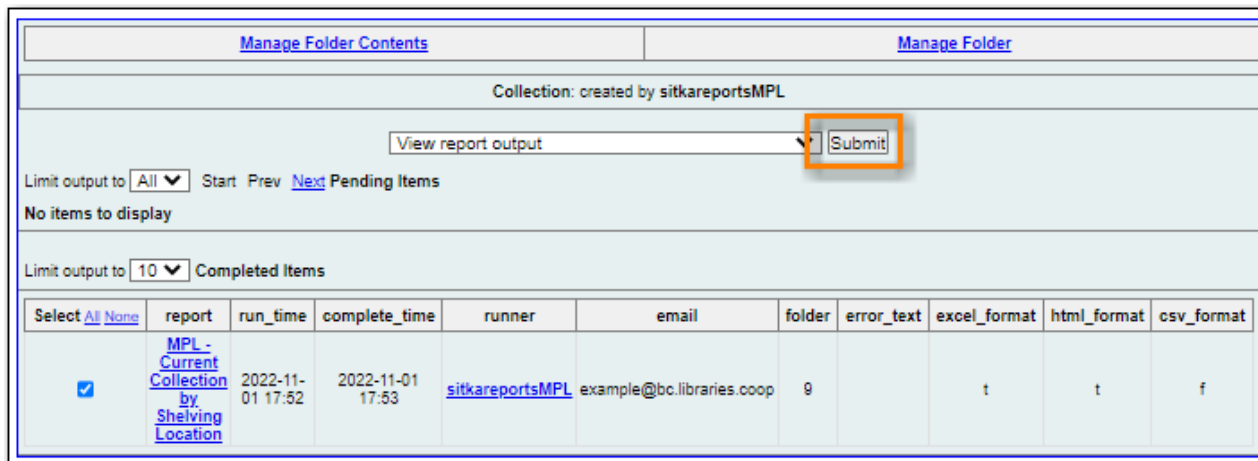 Manage Folder Contents Manage Folder
Collection: created by sitkareportsMPL
View report output Submit
Limit output to All Start Prev Next Pending Items
No items to display
Limit output to 10 Completed Items
Select All None report run_time complete_time runner email folder error_text excel_format html_format csv_format
MPL -
Current
Collection
by
Shelving
Location
2022-11-
01 17:52
2022-11-01
17:53
sitkareportsMPL example@bc.libraries.coop 9 t t f